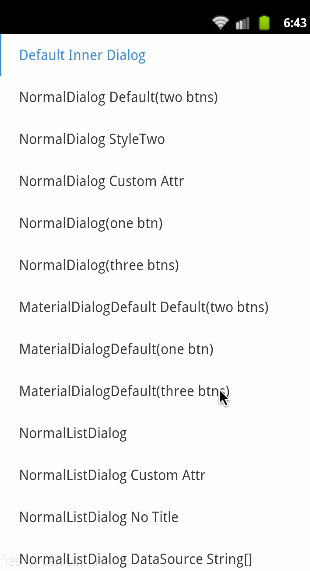 6:43
Default Inner Dialog
NormalDialog Default(two btns)
NormalDialog StyleTwo
NormalDialog Custom Attr
NormalDialog(one btn)
NormalDialog(three btns)
MaterialDialogDefault Default(two btns)
MaterialDialogDefault(one btn)
MaterialDialogDefault(three btns)
NormalListDialog
NormalListDialog Custom Attr
NormalListDialog No Title
NormalListDialog DataSource String[]